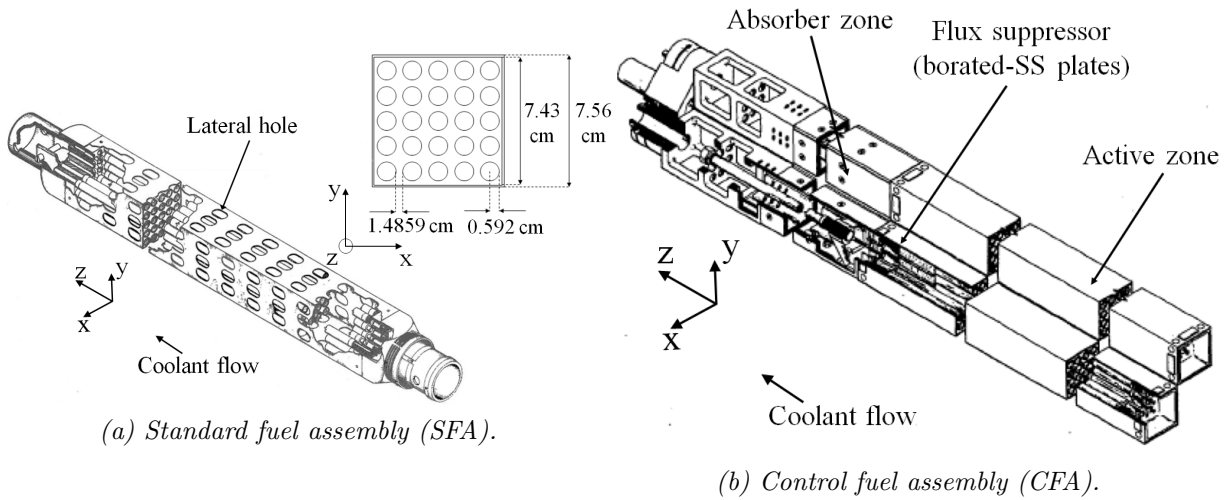 Lateral hole
7.43
cm
7.56
cm
y
x
z
1.4859 cm
0.592 cm
z
y
x
Coolant flow
(a) Standard fuel assembly (SFA).
Absorber zone
Flux suppressor
(borated-SS plates)
Active zone
z
y
x
Coolant flow
(b) Control fuel assembly (CFA).